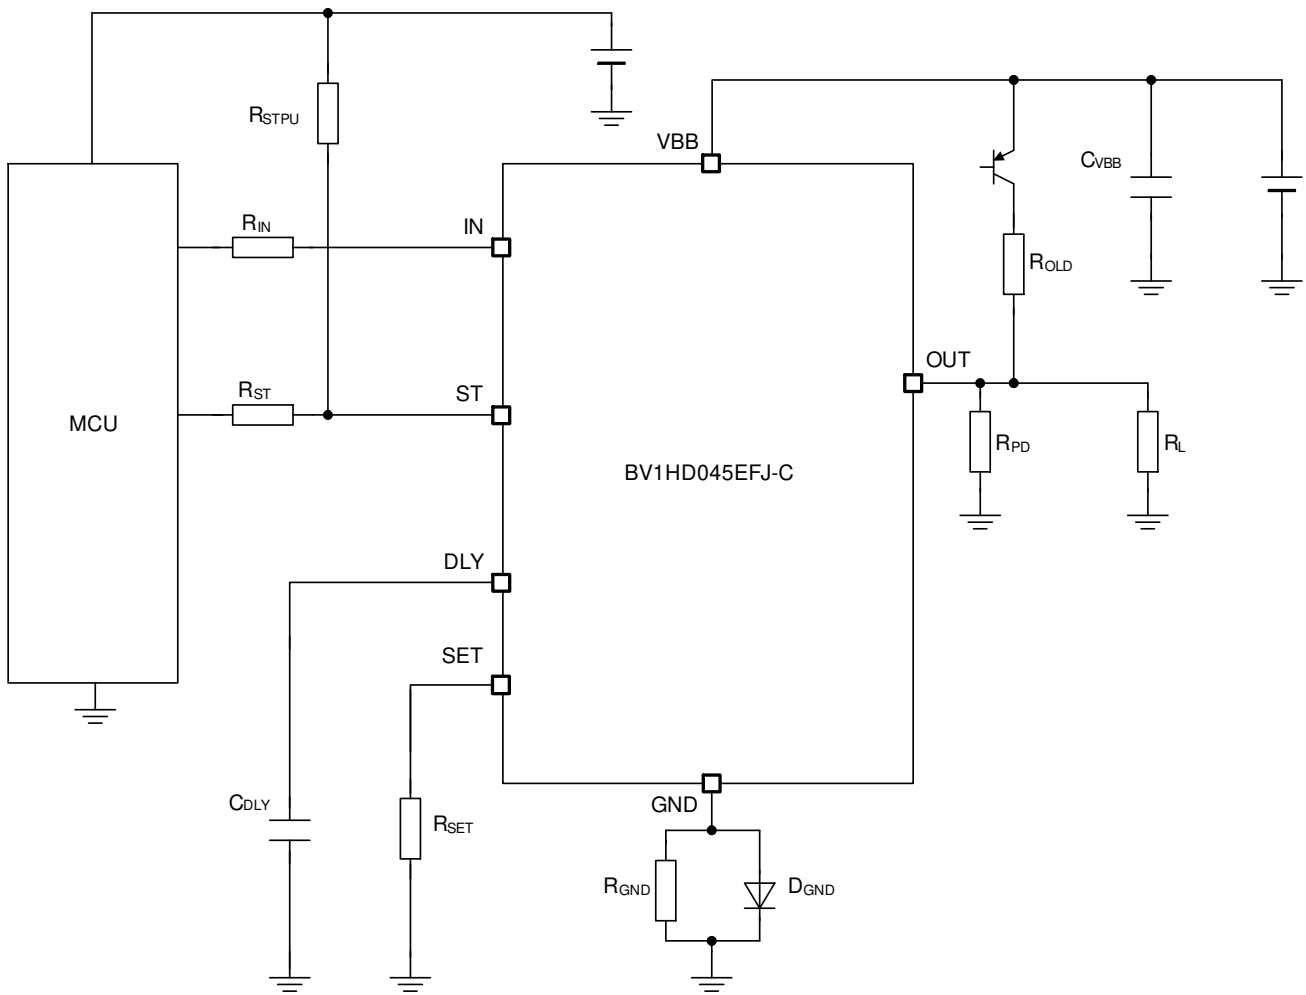 RSTPU
VBB
CVBB
RIN
IN
ROLD
OUT
RST
ST
MCU
RPD
RL
BV1HD045EFJ-C
DLY
SET
CDLY
GND
RSET
RGND
DGND